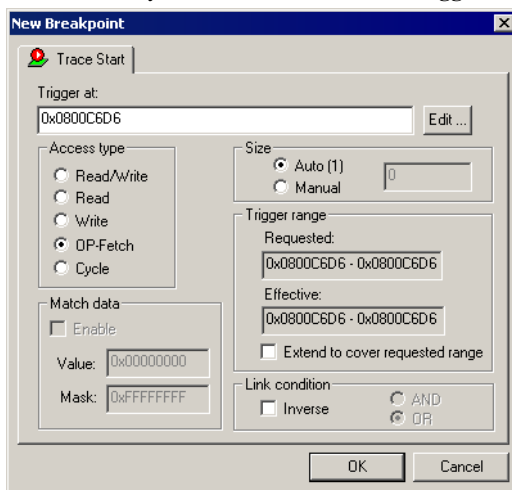 New Breakpoint
Trace Start
Trigger at:
0x0800C6D6
Edit ...
Access type
Read/Write
Read
Write
OP-Fetch
Cycle
Size
Auto (1)
Manual
0
Trigger range
Requested:
0x0800C6D6 - 0x0800C6D6
Effective:
0x0800C6D6 - 0x0800C6D6
Extend to cover requested range
Match data
Enable
Value: 0x00000000
Mask: 0xFFFFFFFF
Link condition
Inverse
AND
OR
OK
Cancel